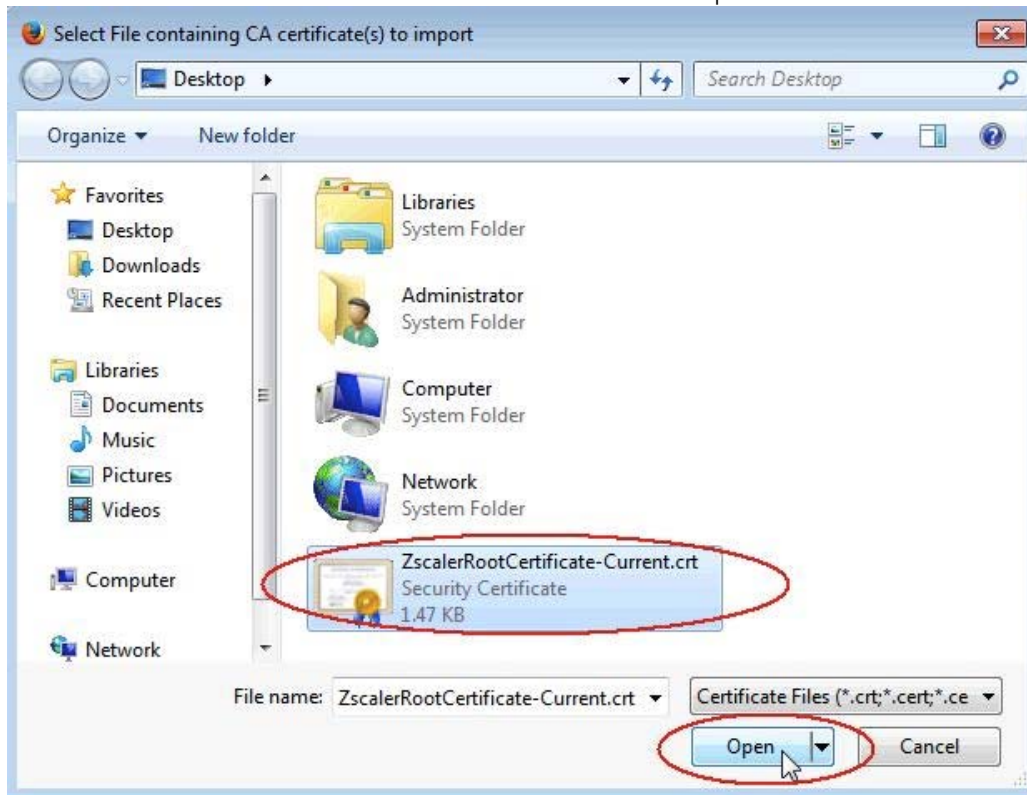 Select File containing CA certificate(s) to import
Desktop
Search Desktop
Organize
New folder
Favorites
Desktop
Downloads
Recent Places
Libraries
Documents
Music
Pictures
Videos
Computer
Network
Libraries
System Folder
Administrator
System Folder
Computer
System Folder
Network
System Folder
ZscalerRootCertificate-Current.crt
Security Certificate
1.47 KB
File name: ZscalerRootCertificate-Current.crt
Certificate Files (*.crt;*.cert;*.ce
Open
Cancel